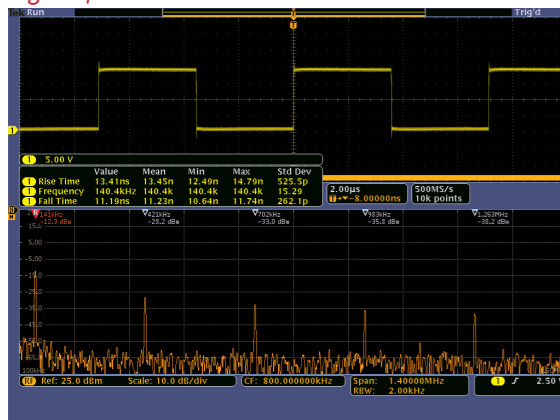 Tek Run Trig'd
1 5.00 V
Value Mean Min Max Std Dev
1 Rise Time 13.41ns 13.45n 12.49n 14.79n 525.5p
1 Frequency 140.4kHz 140.4k 140.4k 140.4k 15.29
1 Fall Time 11.19ns 11.23n 10.64n 11.74n 262.1p
2.00µs
T→▼-8.00000ns
500MS/s
10k points
R 141kHz 421kHz 702kHz 983kHz 1.263MHz
-12.3 dBm -28.2 dBm -33.0 dBm -35.8 dBm -38.2 dBm
15.0
5.00
-15.0
-25.0
-35.0
-45.0
100kHz
RF Ref: 25.0 dBm Scale: 10.0 dB/div CF: 800.000000kHz Span: 1.40000MHz
RBW: 2.00kHz
1 2.50